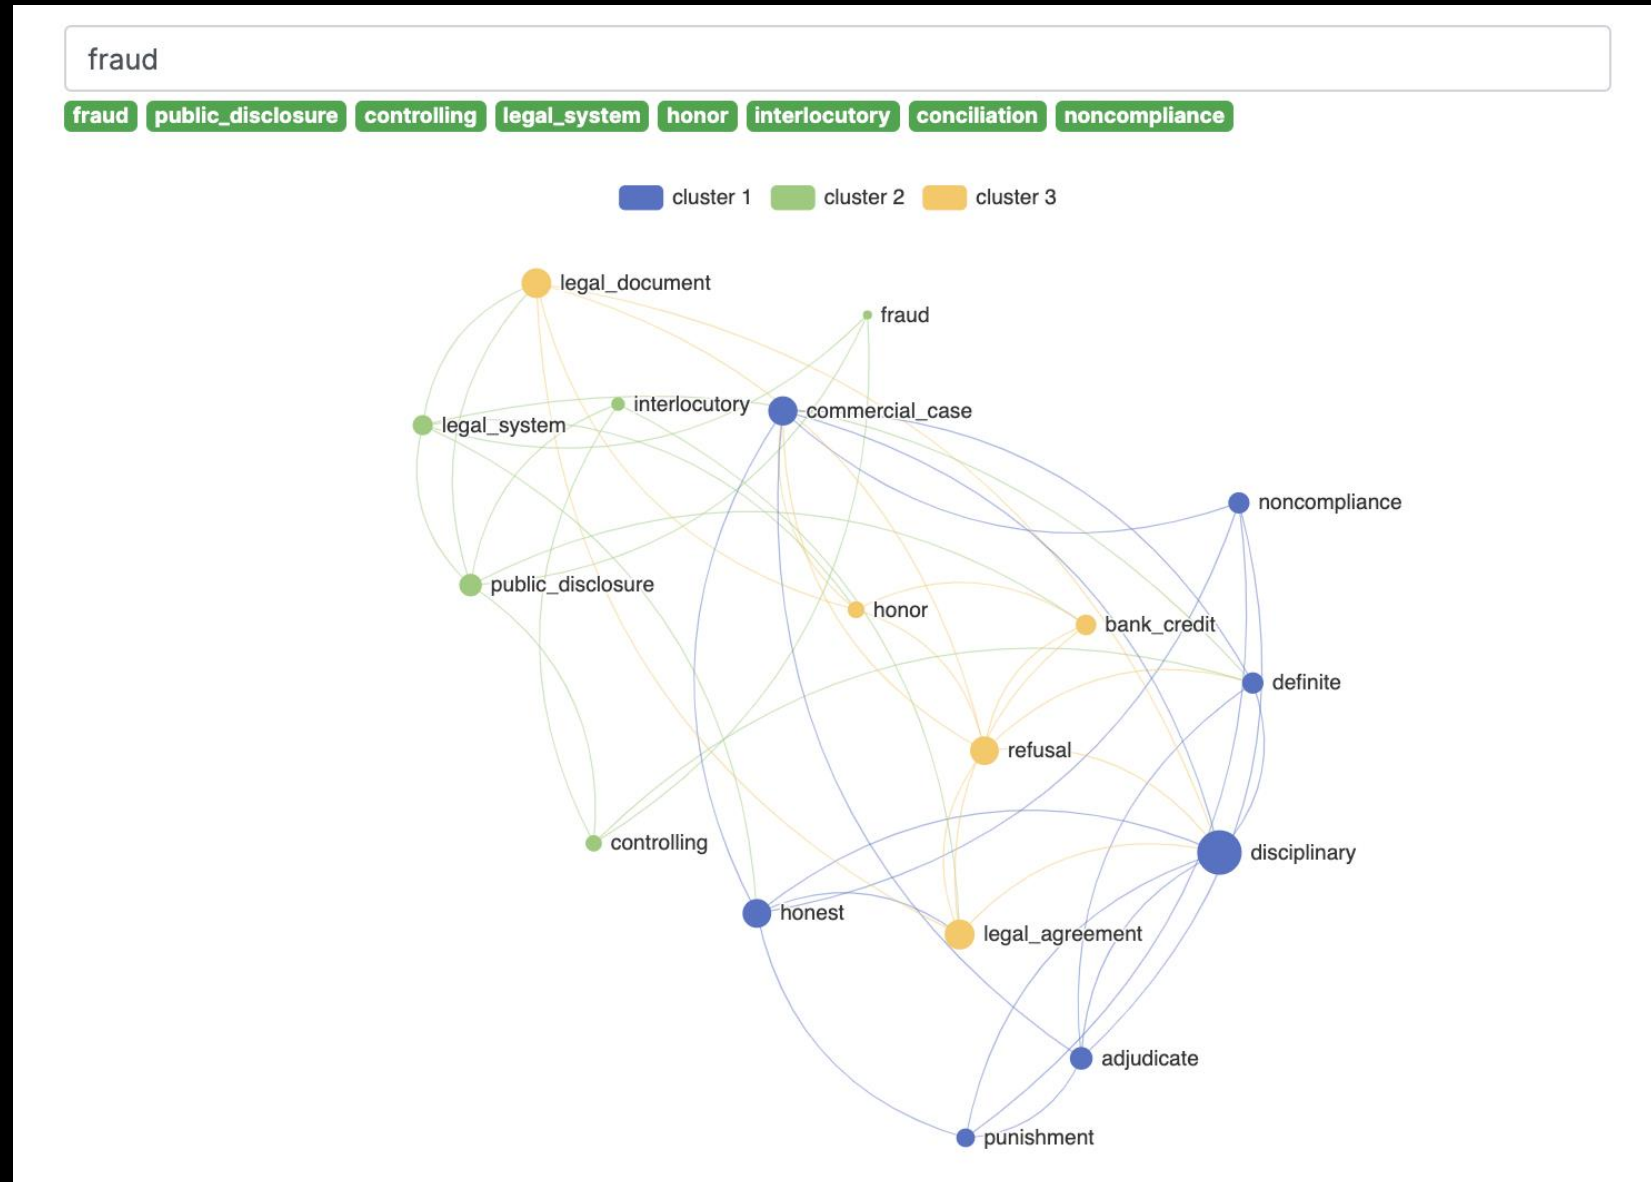 fraud
fraud public_disclosure controlling legal_system honor interlocutory conciliation noncompliance
cluster 1 cluster 2 cluster 3
legal_document
fraud
interlocutory
commercial_case
legal_system
noncompliance
public_disclosure
honor
bank_credit
definite
refusal
controlling
disciplinary
honest
legal_agreement
adjudicate
punishment